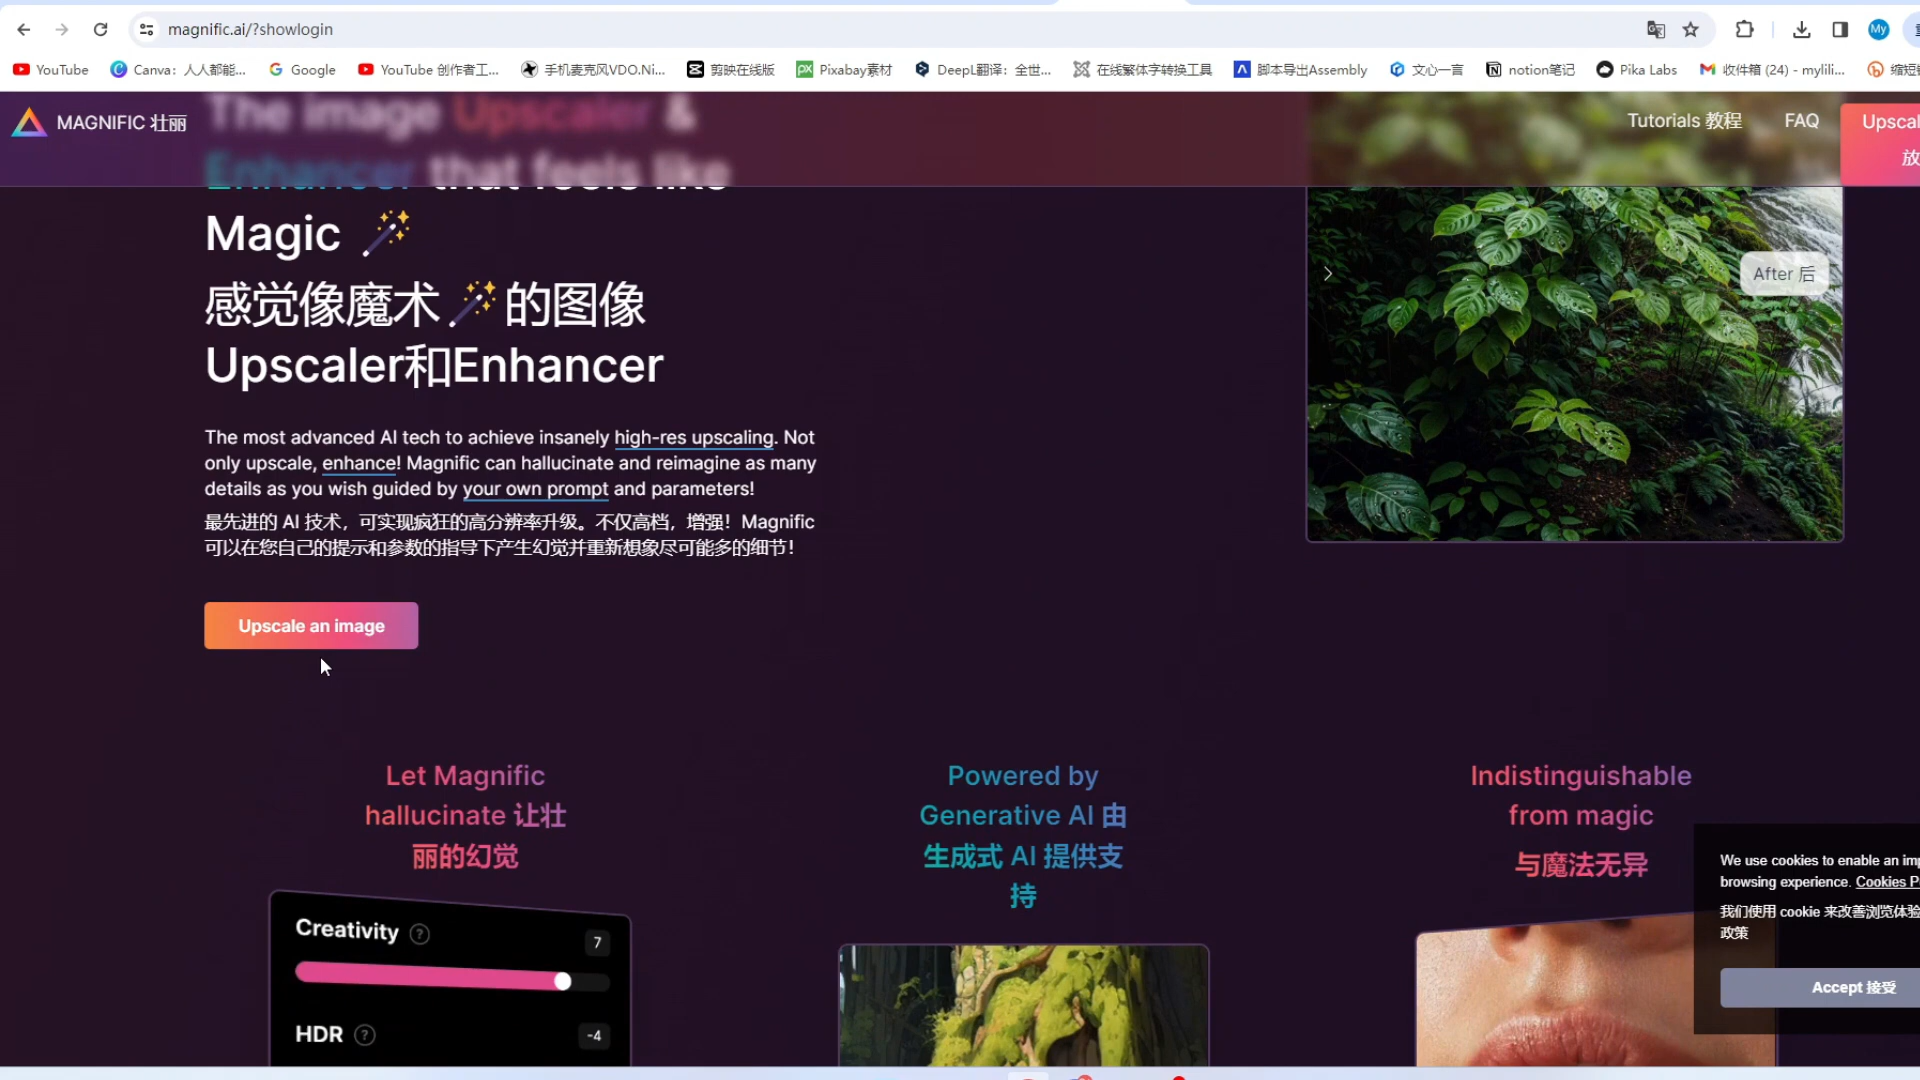 magnific.ai/?showlogin
My
YouTube
Canva：人人都能...
Google
YouTube 创作者工...
手机麦克风VDO.Ni...
剪映在线版
Pixabay素材
DeepL翻译：全世...
在线繁体字转换工具
脚本导出Assembly
文心一言
notion笔记
Pika Labs
收件箱 (24) - mylili...
缩短
MAGNIFIC 壮丽
Tutorials 教程
FAQ
Upscal
放
The image Upscaler &
Enhancer that feels like
Magic
感觉像魔术🪄的图像
Upscaler和Enhancer
After 后
The most advanced AI tech to achieve insanely high-res upscaling. Not
only upscale, enhance! Magnific can hallucinate and reimagine as many
details as you wish guided by your own prompt and parameters!
最先进的 AI 技术，可实现疯狂的高分辨率升级。不仅高档，增强！Magnific
可以在您自己的提示和参数的指导下产生幻觉并重新想象尽可能多的细节！
Upscale an image
Let Magnific
hallucinate 让壮
丽的幻觉
Powered by
Generative AI 由
生成式 AI 提供支
持
Indistinguishable
from magic
与魔法无异
Creativity ?
7
HDR ?
-4
We use cookies to enable an imp
browsing experience. Cookies P
我们使用 cookie 来改善浏览体验
政策
Accept 接受